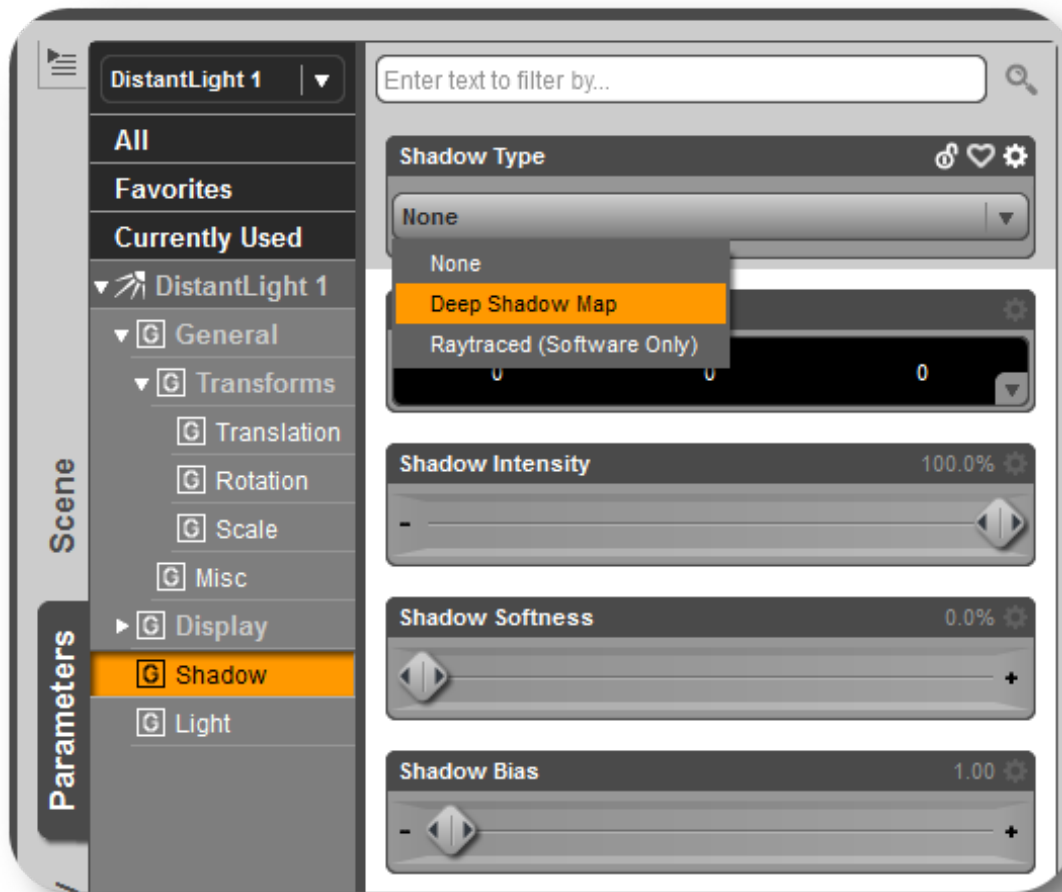 DistantLight 1
All
Favorites
Currently Used
DistantLight 1
G General
G Transforms
G Translation
G Rotation
G Scale
G Misc
G Display
G Shadow
G Light
Scene
Parameters
Enter text to filter by...
Shadow Type
None
None
Deep Shadow Map
Raytraced (Software Only)
0 0 0
Shadow Intensity 100.0%
-
Shadow Softness 0.0%
+
Shadow Bias 1.00
- +